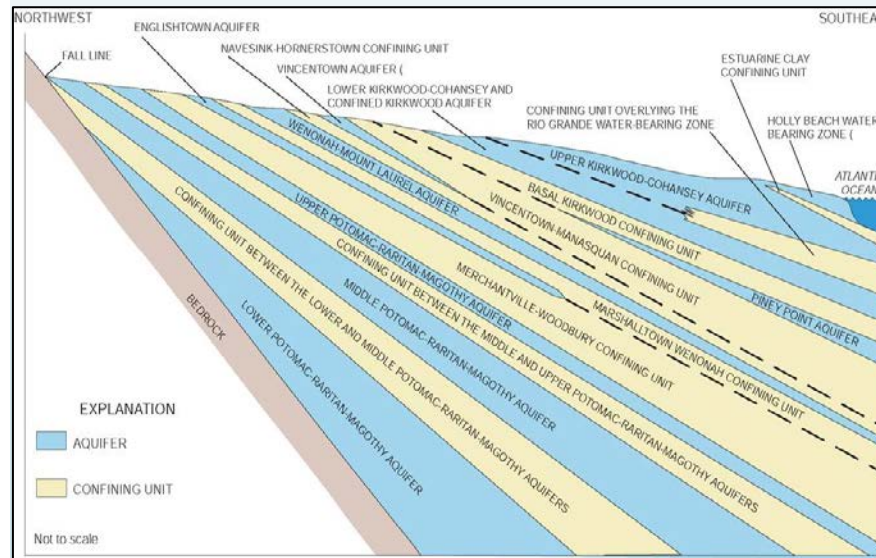 NORTHWEST
SOUTHEA
ENGLISHTOWN AQUIFER
NAVESINK-HORNERSTOWN CONFINING UNIT
FALL LINE
VINCENTOWN AQUIFER (
ESTUARINE CLAY
CONFINING UNIT
LOWER KIRKWOOD-COHANSEY AND
CONFINED KIRKWOOD AQUIFER
CONFINING UNIT OVERLYING THE
RIO GRANDE WATER-BEARING ZONE
HOLLY BEACH WATER
BEARING ZONE (
ATLANTI
OCEAN
WENONAH-MOUNT LAUREL AQUIFER
UPPER KIRKWOOD-COHANSEY AQUIFER
BASAL KIRKWOOD CONFINING UNIT
VINCENTOWN-MANASQUAN CONFINING UNIT
PINEY POINT AQUIFER
UPPER POTOMAC-RARITAN-MAGOTHY AQUIFER
MERCHANTVILLE-WOODBURY CONFINING UNIT
MARSHALLTOWN WENONAH CONFINING UNIT
CONFINING UNIT BETWEEN THE MIDDLE AND UPPER POTOMAC-RARITAN-MAGOTHY AQUIFERS
MIDDLE POTOMAC-RARITAN-MAGOTHY AQUIFER
CONFINING UNIT BETWEEN THE LOWER AND MIDDLE POTOMAC-RARITAN-MAGOTHY AQUIFERS
LOWER POTOMAC-RARITAN-MAGOTHY AQUIFER
BEDROCK
EXPLANATION
AQUIFER
CONFINING UNIT
Not to scale